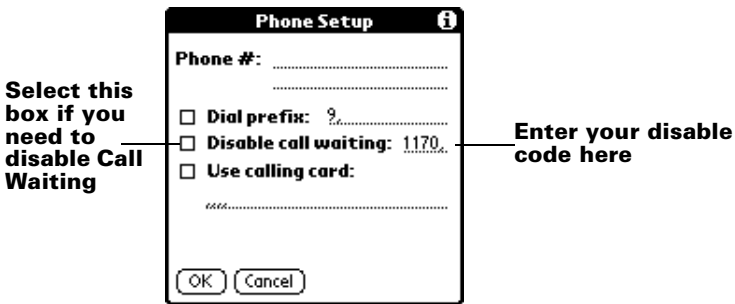 Phone Setup
Phone #:
Select this
box if you
need to
disable Call
Waiting
Dial prefix: 9,
Disable call waiting: 1170,
Use calling card:
,,,,
Enter your disable
code here
OK Cancel